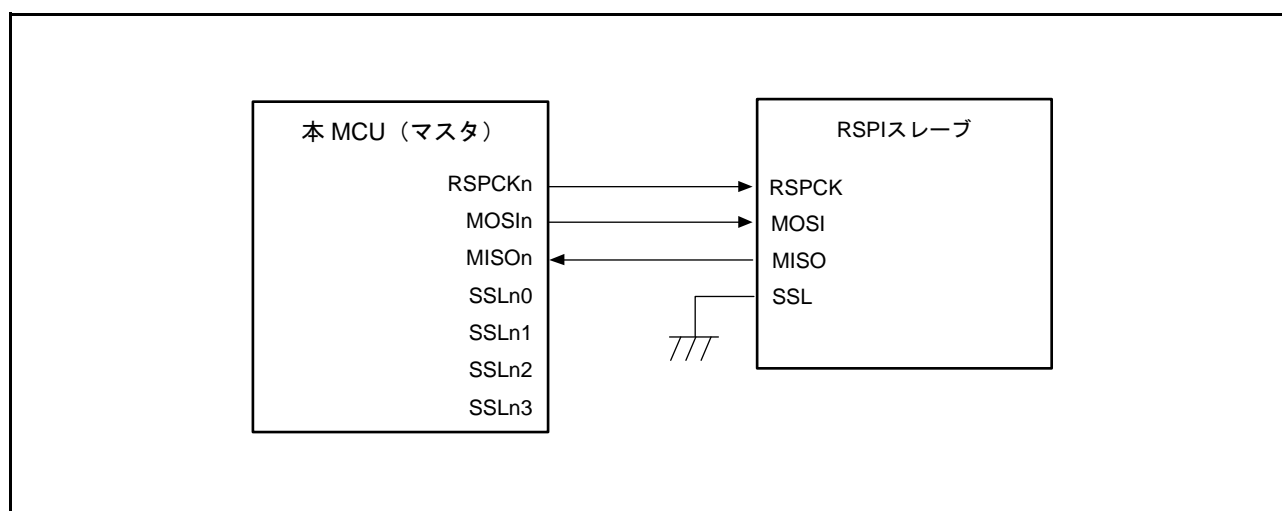 本 MCU（マスタ）
RSPCKn
MOSIn
MISOn
SSLn0
SSLn1
SSLn2
SSLn3
RSPIスレーブ
RSPCK
MOSI
MISO
SSL